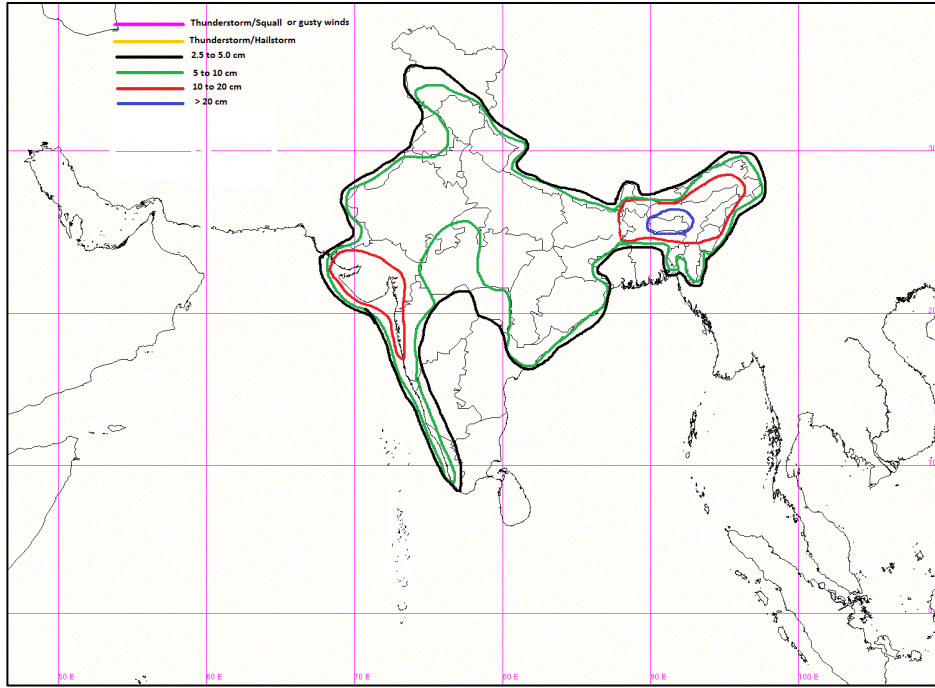 Thunderstorm/Squall or gusty winds
Thunderstorm/Hailstorm
2.5 to 5.0 cm
5 to 10 cm
10 to 20 cm
> 20 cm
30
20
10
50 E
60 E
70 E
80 E
90 E
100 E